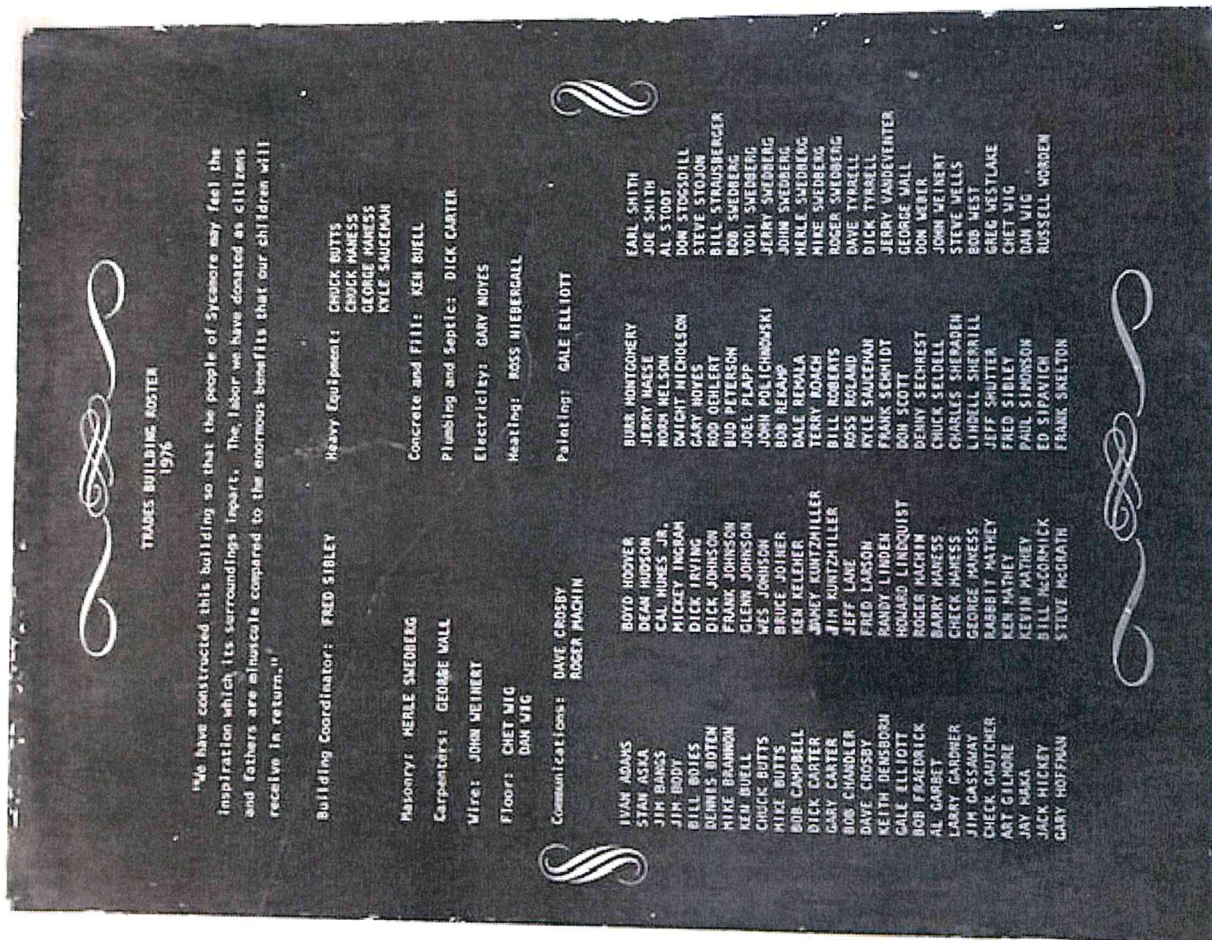 TRADES BUILDING ROSTER
1976
"We have constructed this building so that the people of Sycamore may feel the
inspiration which its surroundings impart. The labor we have donated as citizens
and fathers are minuscule compared to the enormous benefits that our children will
receive in return."
Building Coordinator: FRED SIBLEY
Heavy Equipment: CHUCK BUTTS
CHUCK MANESS
GEORGE MANESS
KYLE SAUCEMAN
Masonry: MERLE SWEDBERG
Carpenters: GEORGE WALL
Wire: JOHN WEINERT
Floor: CHET WIG
DAN WIG
Concrete and Fill: KEN BUELL
Plumbing and Septic: DICK CARTER
Electricity: GARY NOYES
Heating: ROSS NIEBERGALL
Communications: DAVE CROSBY
ROGER MACHIN
Painting: GALE ELLIOTT
IVAN ADAMS
STAN ASKA
JIM BANGS
JIM BODY
BILL BOIES
DENNES BOTEN
MIKE BRANNON
KEN BUELL
CHUCK BUTTS
MIKE BUTTS
BOB CAMPBELL
DICK CARTER
GARY CARTER
BOB CHANDLER
DAVE CROSBY
KEITH DENSBORN
GALE ELLIOTT
BOB FRAEDRICK
AL GARBET
LARRY GARDNER
JIM GASSAWAY
CHECK GAUTCHER
ART GILMORE
JAY HAKA
JACK HICKEY
GARY HOFFMAN
BOYD HOOVER
DEAN HUDSON
CAL HUMES JR.
MICKEY INGRAM
DICK IRVING
DICK JOHNSON
FRANK JOHNSON
GLENN JOHNSON
WES JOHNSON
BRUCE JOINER
KEN KELEHER
JAMEY KUNTZHILLER
JIM KUNTZMILLER
JEFF LANE
FRED LARSON
RANDY LINDEN
HOWARD LINDQUIST
ROGER MACHIN
BARRY MANESS
CHECK MANESS
GEORGE MANESS
RABBIT MATHEY
KEN MATHEY
KEVIN MATHEY
BILL McCORMICK
STEVE McGRATH
BURR MONTGOMERY
JERRY NAESE
NORM NELSON
DWIGHT NICHOLSON
GARY NOYES
ROD OEHLERT
BUD PETERSON
JOEL PLAPP
JOHN POLICHNOWSKI
BOB REKAMP
DALE REMALA
TERRY ROACH
BILL ROBERTS
ROSS ROLAND
KYLE SAUCEMAN
FRANK SCHMIDT
DON SCOTT
DENNY SECHREST
CHUCK SELDELL
CHARLES SHERADEN
LINDELL SHERRILL
JEFF SHUTTER
FRED SIBLEY
PAUL SIMONSON
ED SIPAVICH
FRANK SKELTON
EARL SMITH
JOE SMITH
AL STODT
DON STOGSDILL
STEVE STOJON
BILL STRAUSBERGER
BOB SWEDBERG
YOGI SWEDBERG
JERRY SWEDBERG
JOHN SWEDBERG
MERLE SWEDBERG
MIKE SWEDBERG
ROGER SWEDBERG
DAVE TYRELL
DICK TYRRELL
JERRY VANDEVENTER
GEORGE WALL
DON WEBER
JOHN WEINERT
STEVE WELLS
BOB WEST
GREG WESTLAKE
CHET WIG
DAN WIG
RUSSELL WORDEN